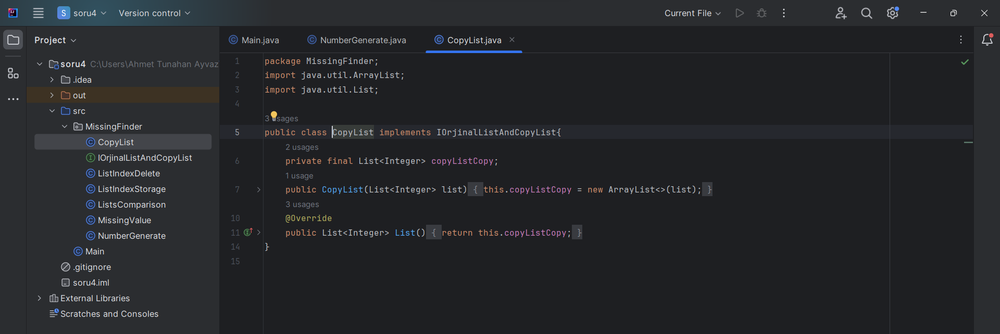 S soru4 Version control Current File
Project
soru4 C:\Users\Ahmet Tunahan Ayvaz
.idea
out
src
MissingFinder
CopyList
IOrjinalListAndCopyList
ListIndexDelete
ListIndexStorage
ListsComparison
MissingValue
NumberGenerate
Main
.gitignore
soru4.iml
External Libraries
Scratches and Consoles
Main.java NumberGenerate.java CopyList.java
1 package MissingFinder;
2 import java.util.ArrayList;
3 import java.util.List;
4
3 usages
5 public class CopyList implements IOrjinalListAndCopyList{
2 usages
6 private final List<Integer> copyListCopy;
1 usage
7 public CopyList(List<Integer> list) { this.copyListCopy = new ArrayList<>(list); }
3 usages
10 @Override
11 public List<Integer> List() { return this.copyListCopy; }
14 }
15